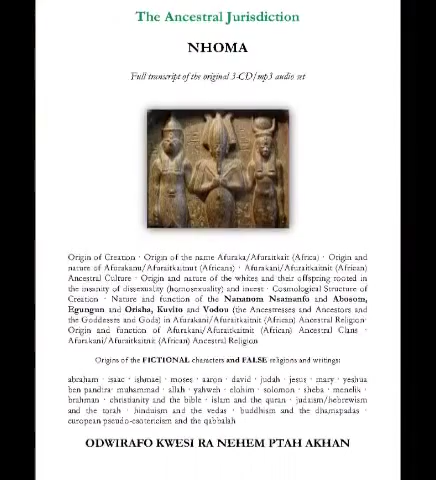 The Ancestral Jurisdiction
NHOMA
Full transcript of the original 3-CD/mp3 audio set
Origin of Creation · Origin of the name Afuraka/Afuraitkait (Africa) · Origin and
nature of Afurakanu/Afuraitkaitnut (Africans) · Afurakani/Afuraitkaitnit (African)
Ancestral Culture · Origin and nature of the whites and their offspring rooted in
the insanity of dissexuality (homosexuality) and incest · Cosmological Structure of
Creation · Nature and function of the Nananom Nsamanfo and Abosom,
Egungun and Orisha, Kuvito and Vodou (the Ancestresses and Ancestors and
the Goddesses and Gods) in Afurakani/Afuraitkaitnit (African) Ancestral Religion ·
Origin and function of Afurakani/Afuraitkaitnit (African) Ancestral Clans ·
Afurakani/Afuraitkaitnit (African) Ancestral Religion
Origins of the FICTIONAL characters and FALSE religions and writings:
abraham · isaac · ishmael · moses · aaron · david · judah · jesus · mary · yeshua
ben pandira · muhammad · allah · yahweh · elohim · solomon · sheba · menelik ·
brahman · christianity and the bible · islam and the quran · judaism/hebrewism
and the torah · hinduism and the vedas · buddhism and the dhamapadas ·
european pseudo-esotericism and the qabbalah
ODWIRAFO KWESI RA NEHEM PTAH AKHAN